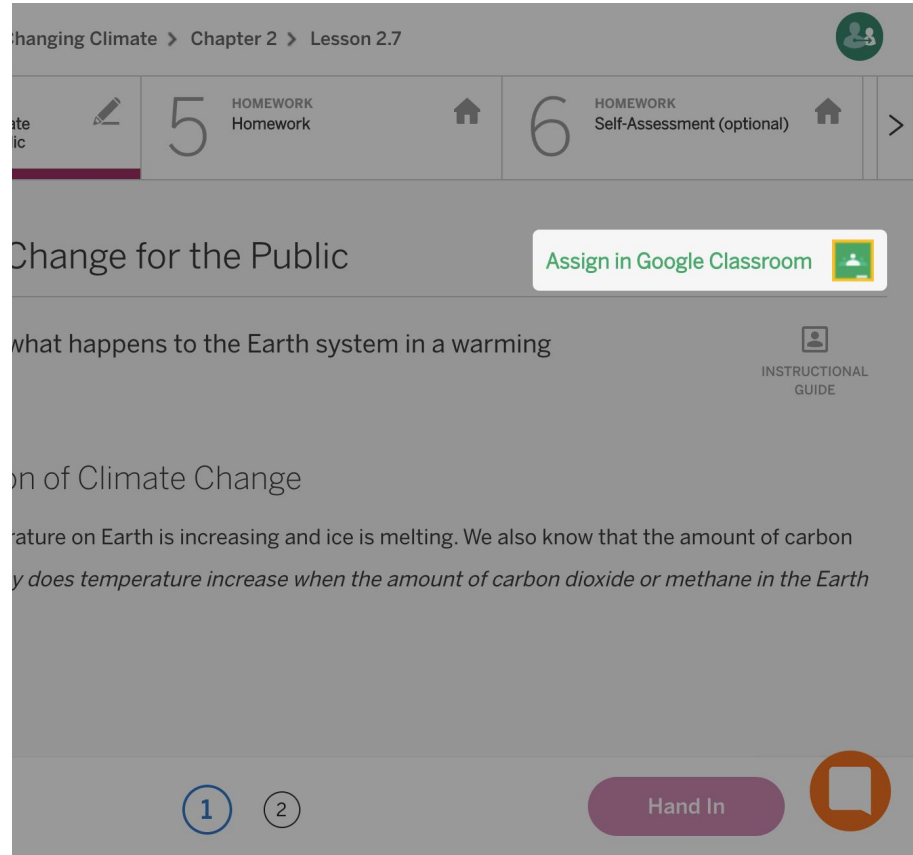 Changing Climate > Chapter 2 > Lesson 2.7
ate
ic
5
HOMEWORK
Homework
6
HOMEWORK
Self-Assessment (optional)
>
Change for the Public
Assign in Google Classroom
what happens to the Earth system in a warming
INSTRUCTIONAL
GUIDE
on of Climate Change
rature on Earth is increasing and ice is melting. We also know that the amount of carbon
y does temperature increase when the amount of carbon dioxide or methane in the Earth
1
2
Hand In